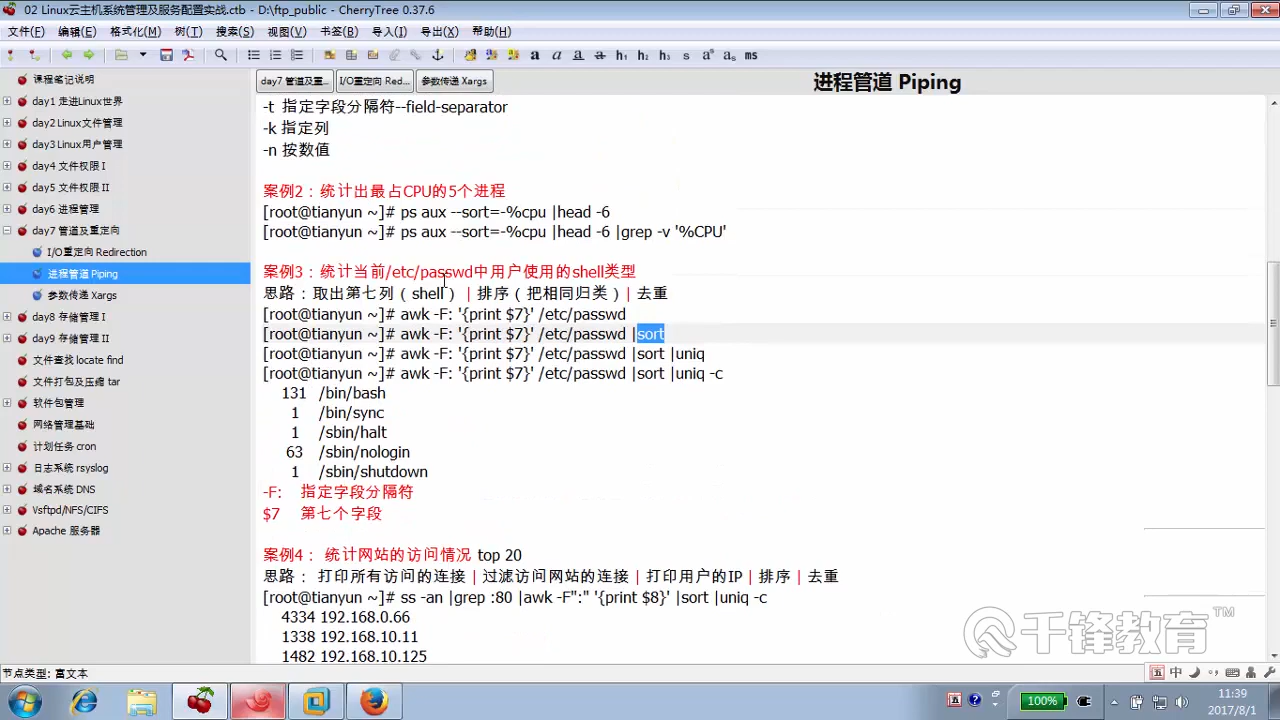 02 Linux云主机系统管理及服务配置实战.ctb - D:\ftp_public - CherryTree 0.37.6
文件(F) 编辑(E) 格式化(M) 树(T) 搜索(S) 视图(V) 书签(B) 导入(I) 导出(X) 帮助(H)
a a a a h1 h2 h3 s a a ms
课程笔记说明
day1 走进Linux世界
day2 Linux文件管理
day3 Linux用户管理
day4 文件权限 I
day5 文件权限 II
day6 进程管理
day7 管道及重定向
I/O重定向 Redirection
进程管道 Piping
参数传递 Xargs
day8 存储管理 I
day9 存储管理 II
文件查找 locate find
文件打包及压缩 tar
软件包管理
网络管理基础
计划任务 cron
日志系统 rsyslog
域名系统 DNS
Vsftpd/NFS/CIFS
Apache 服务器
day7 管道及重... I/O重定向 Red... 参数传递 Xargs
进程管道 Piping
-t 指定字段分隔符--field-separator
-k 指定列
-n 按数值
案例2：统计出最占CPU的5个进程
[root@tianyun ~]# ps aux --sort=-%cpu |head -6
[root@tianyun ~]# ps aux --sort=-%cpu |head -6 |grep -v '%CPU'
案例3：统计当前/etc/passwd中用户使用的shell类型
思路：取出第七列（shell） | 排序（把相同归类）| 去重
[root@tianyun ~]# awk -F: '{print $7}' /etc/passwd
[root@tianyun ~]# awk -F: '{print $7}' /etc/passwd |sort
[root@tianyun ~]# awk -F: '{print $7}' /etc/passwd |sort |uniq
[root@tianyun ~]# awk -F: '{print $7}' /etc/passwd |sort |uniq -c
131 /bin/bash
1 /bin/sync
1 /sbin/halt
63 /sbin/nologin
1 /sbin/shutdown
-F: 指定字段分隔符
$7 第七个字段
案例4： 统计网站的访问情况 top 20
思路： 打印所有访问的连接 | 过滤访问网站的连接 | 打印用户的IP | 排序 | 去重
[root@tianyun ~]# ss -an |grep :80 |awk -F":" '{print $8}' |sort |uniq -c
4334 192.168.0.66
1338 192.168.10.11
1482 192.168.10.125
千锋教育 TM
节点类型: 富文本
中
100%
11:39
2017/8/1